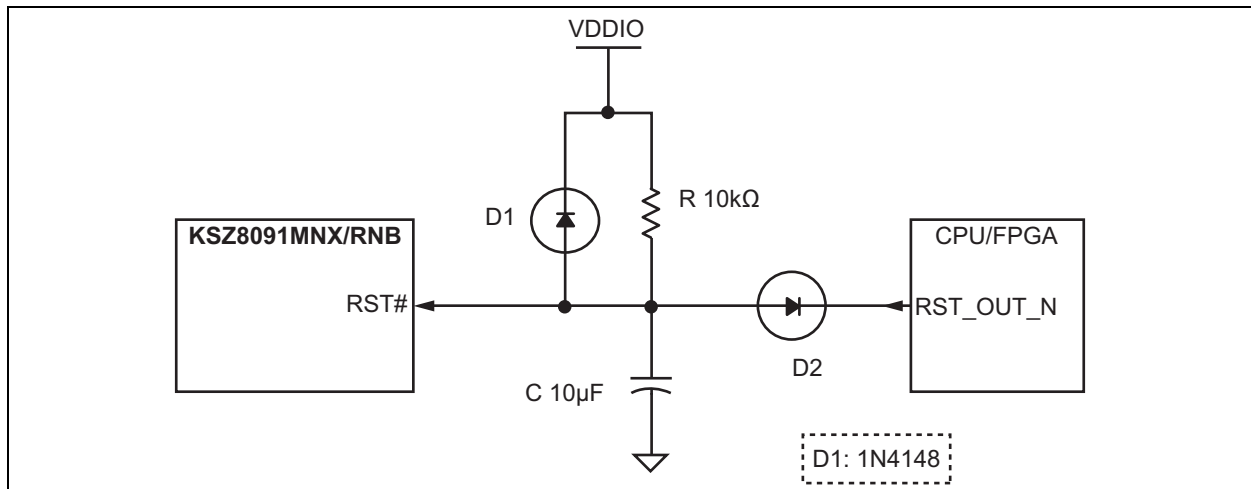 VDDIO
D1
R 10kΩ
KSZ8091MNX/RNB
CPU/FPGA
RST#
RST_OUT_N
D2
C 10µF
D1: 1N4148